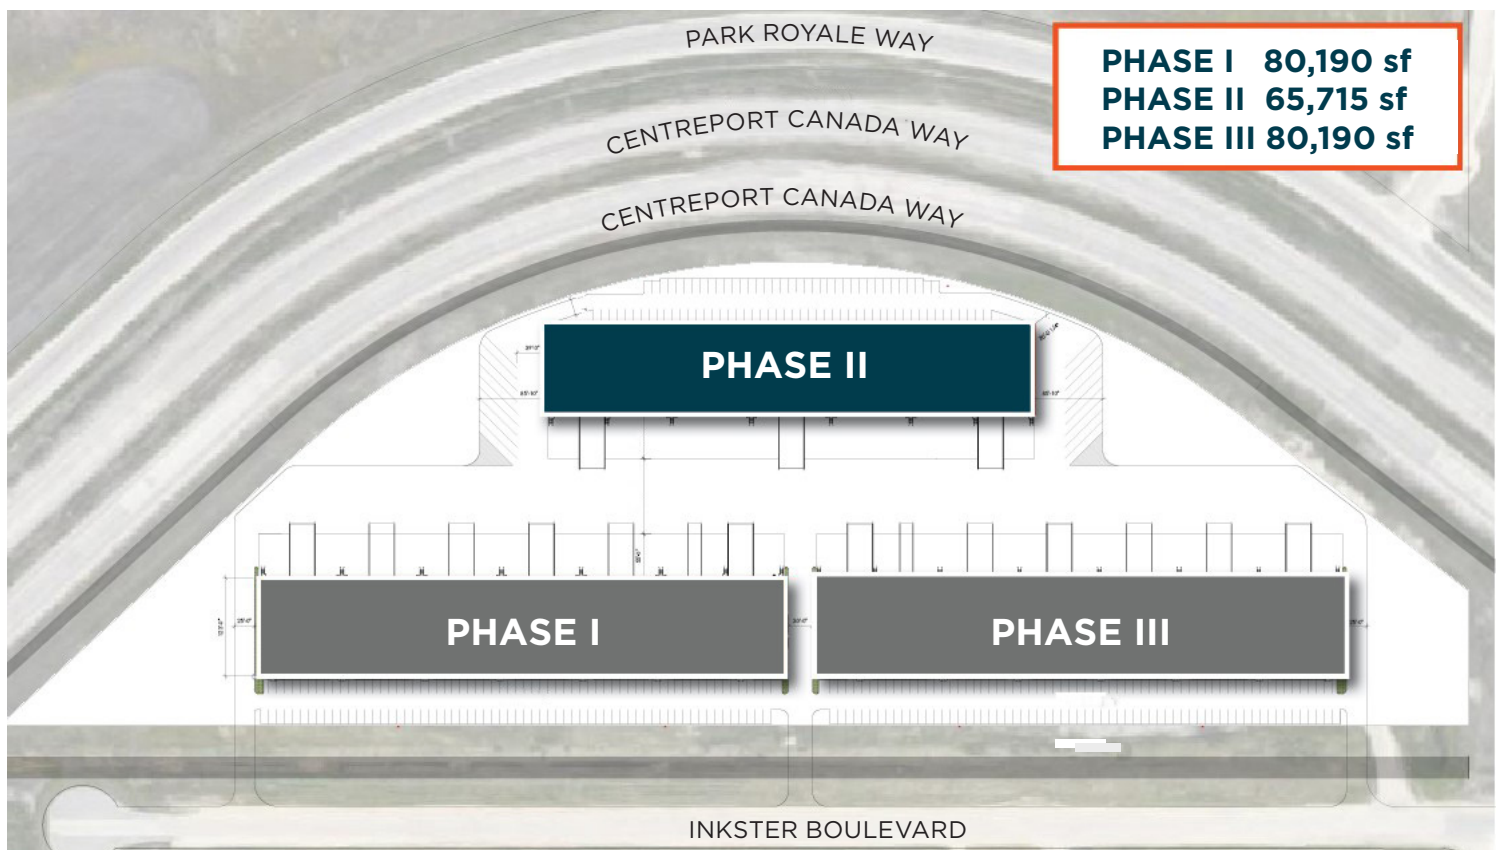 PARK ROYALE WAY
PHASE I 80,190 sf
PHASE II 65,715 sf
PHASE III 80,190 sf
CENTREPORT CANADA WAY
CENTREPORT CANADA WAY
PHASE II
PHASE I
PHASE III
INKSTER BOULEVARD